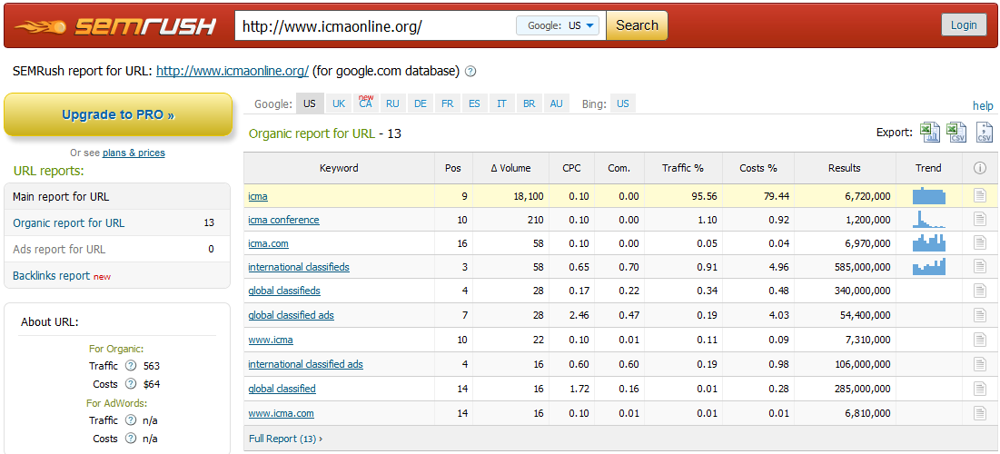 SEMRUSH http://www.icmaonline.org/ Google: US Search Login
SEMRush report for URL: http://www.icmaonline.org/ (for google.com database) ?
Upgrade to PRO »
Or see plans & prices
URL reports:
Main report for URL
Organic report for URL 13
Ads report for URL 0
Backlinks report new
About URL:
For Organic:
Traffic ? 563
Costs ? $64
For AdWords:
Traffic ? n/a
Costs ? n/a
Google: US UK new CA RU DE FR ES IT BR AU Bing: US help
Organic report for URL - 13 Export: CSV CSV
Keyword Pos Δ Volume CPC Com. Traffic % Costs % Results Trend
icma 9 18,100 0.10 0.00 95.56 79.44 6,720,000
icma conference 10 210 0.10 0.00 1.10 0.92 1,200,000
icma.com 16 58 0.10 0.00 0.05 0.04 6,970,000
international classifieds 3 58 0.65 0.70 0.91 4.96 585,000,000
global classifieds 4 28 0.17 0.22 0.34 0.48 340,000,000
global classified ads 7 28 2.46 0.47 0.19 4.03 54,400,000
www.icma 10 22 0.10 0.01 0.11 0.09 7,310,000
international classified ads 4 16 0.60 0.60 0.19 0.98 106,000,000
global classified 14 16 1.72 0.16 0.01 0.28 285,000,000
www.icma.com 14 16 0.10 0.01 0.01 0.01 6,810,000
Full Report (13) ›